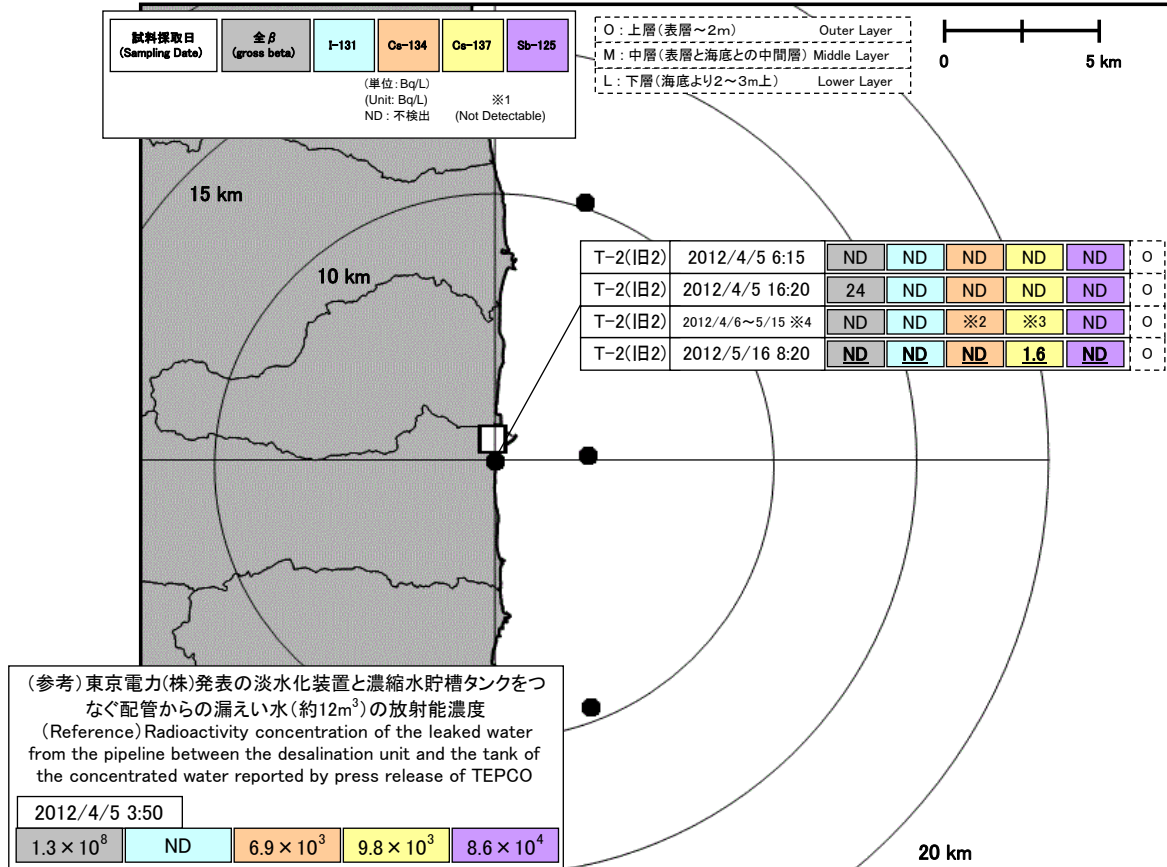 試料採取日
(Sampling Date)
全β
(gross beta)
I-131
Cs-134
Cs-137
Sb-125
(単位:Bq/L)
(Unit: Bq/L) ※1
ND:不検出 (Not Detectable)
O:上層(表層～2m) Outer Layer
M:中層(表層と海底との中間層) Middle Layer
L:下層(海底より2～3m上) Lower Layer
0 5 km
15 km
10 km
T-2(旧2) 2012/4/5 6:15 ND ND ND ND ND O
T-2(旧2) 2012/4/5 16:20 24 ND ND ND ND O
T-2(旧2) 2012/4/6～5/15 ※4 ND ND ※2 ※3 ND O
T-2(旧2) 2012/5/16 8:20 ND ND ND 1.6 ND O
(参考)東京電力(株)発表の淡水化装置と濃縮水貯槽タンクをつ
なぐ配管からの漏えい水(約12m³)の放射能濃度
(Reference)Radioactivity concentration of the leaked water
from the pipeline between the desalination unit and the tank of
the concentrated water reported by press release of TEPCO
2012/4/5 3:50
1.3×10⁸ ND 6.9×10³ 9.8×10³ 8.6×10⁴
20 km